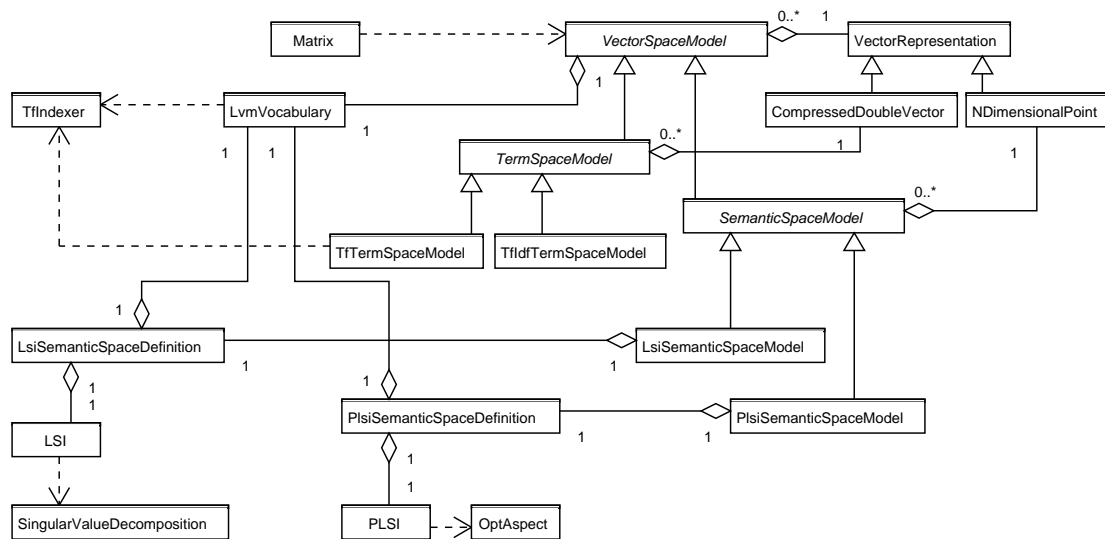 0..*
1
Matrix
VectorSpaceModel
VectorRepresentation
1
TfIndexer
LvmVocabulary
CompressedDoubleVector
NDimensionalPoint
1
0..*
1
1
1
1
TermSpaceModel
0..*
SemanticSpaceModel
TfTermSpaceModel
TfIdfTermSpaceModel
1
1
LsiSemanticSpaceDefinition
LsiSemanticSpaceModel
1
1
1
1
1
PlsiSemanticSpaceDefinition
PlsiSemanticSpaceModel
LSI
1
1
1
1
SingularValueDecomposition
PLSI
OptAspect